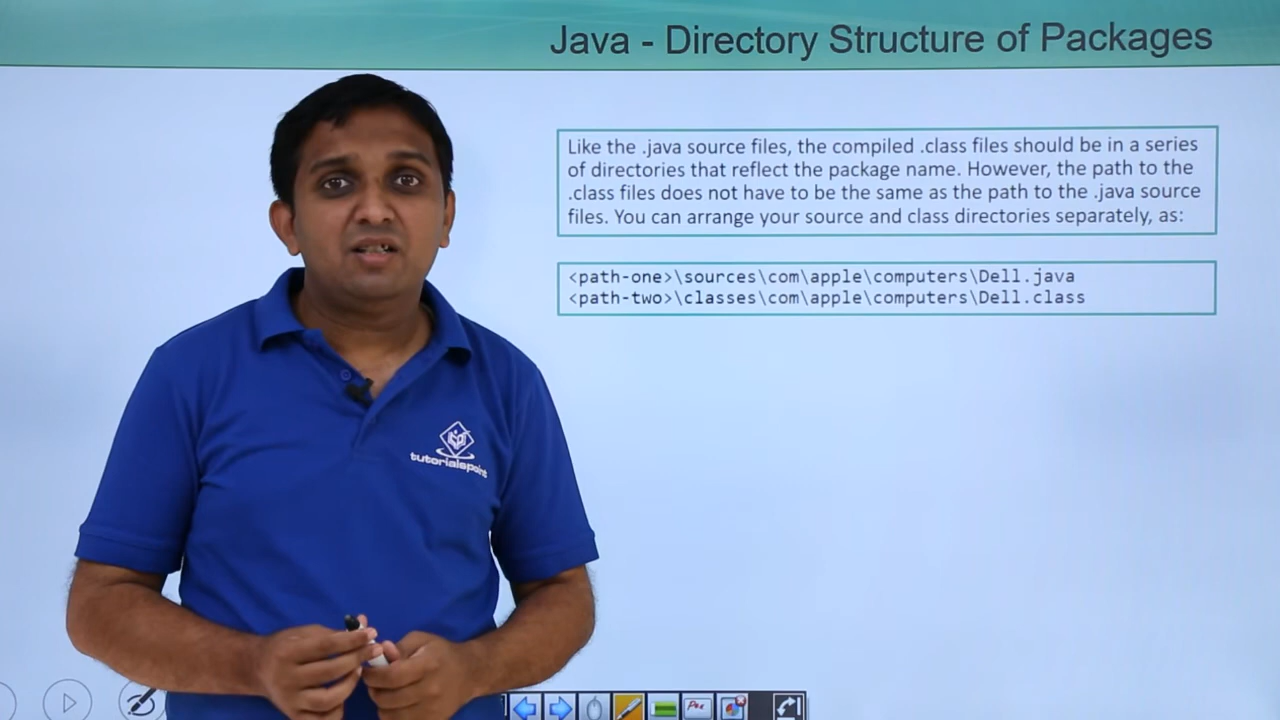 Java - Directory Structure of Packages
Like the .java source files, the compiled .class files should be in a series
of directories that reflect the package name. However, the path to the
.class files does not have to be the same as the path to the .java source
files. You can arrange your source and class directories separately, as:
<path-one>\sources\com\apple\computers\Dell.java
<path-two>\classes\com\apple\computers\Dell.class
tutorialspoint
Pen